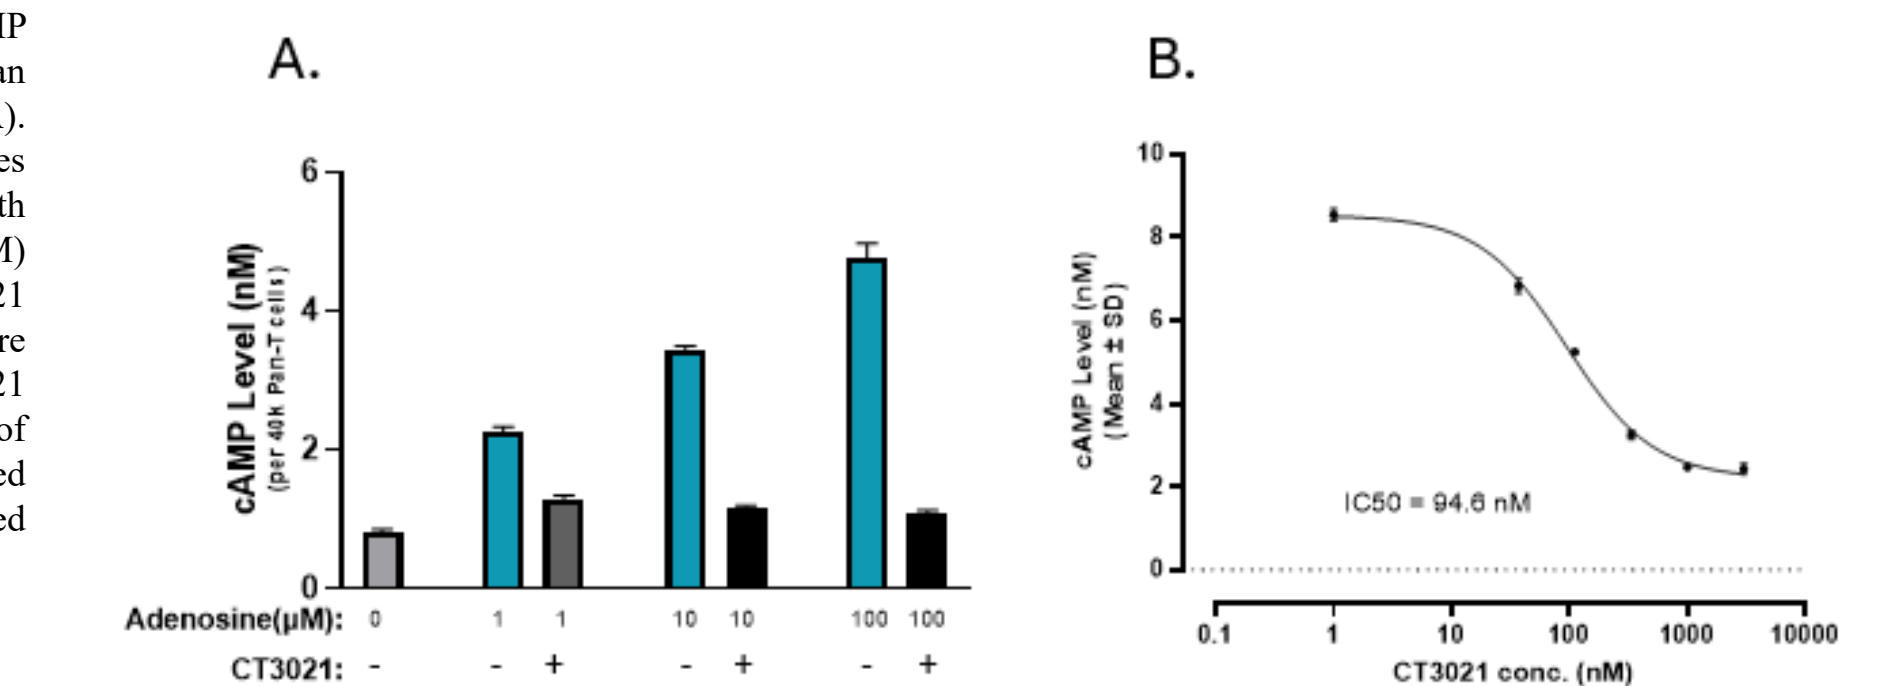 A.
cAMP Level (nM)
(per 40k Pan-T cells)
6
4
2
0
Adenosine(µM): 0 1 1 10 10 100 100
CT3021: - - + - + - +
B.
cAMP Level (nM)
(Mean ± SD)
10
8
6
4
2
0
IC50 = 94.6 nM
0.1 1 10 100 1000 10000
CT3021 conc. (nM)